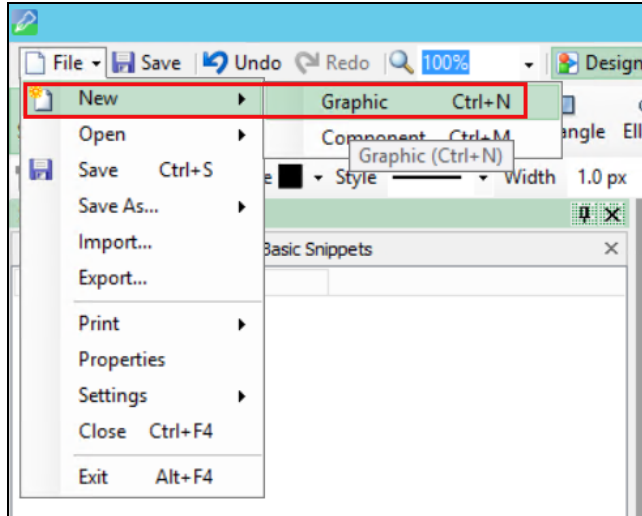 File Save Undo Redo 100% Design
New Graphic Ctrl+N
Open Component Ctrl+M angle Ell
Graphic (Ctrl+N)
Save Ctrl+S e Style Width 1.0 px
Save As...
Import... Basic Snippets
Export...
Print
Properties
Settings
Close Ctrl+F4
Exit Alt+F4